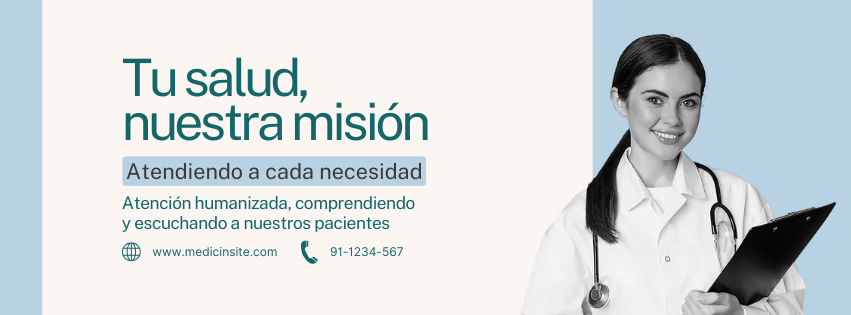 Tu salud,
nuestra misión
Atendiendo a cada necesidad
Atención humanizada, comprendiendo
y escuchando a nuestros pacientes
www.medicinsite.com 91-1234-567